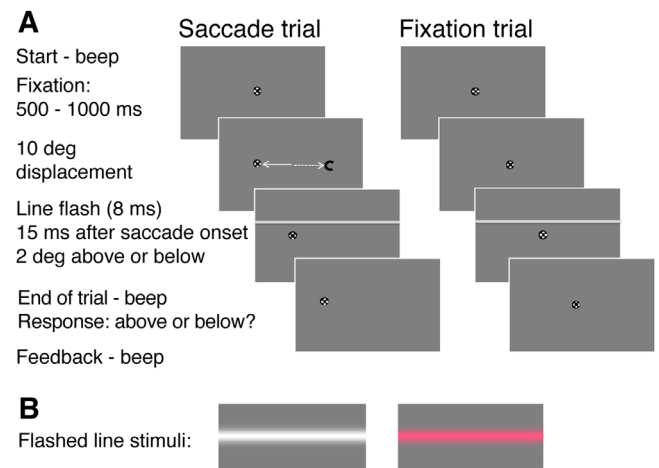 A
Saccade trial
Fixation trial
Start - beep
Fixation:
500 - 1000 ms
10 deg
displacement
C
Line flash (8 ms)
15 ms after saccade onset
2 deg above or below
End of trial - beep
Response: above or below?
Feedback - beep
B
Flashed line stimuli: